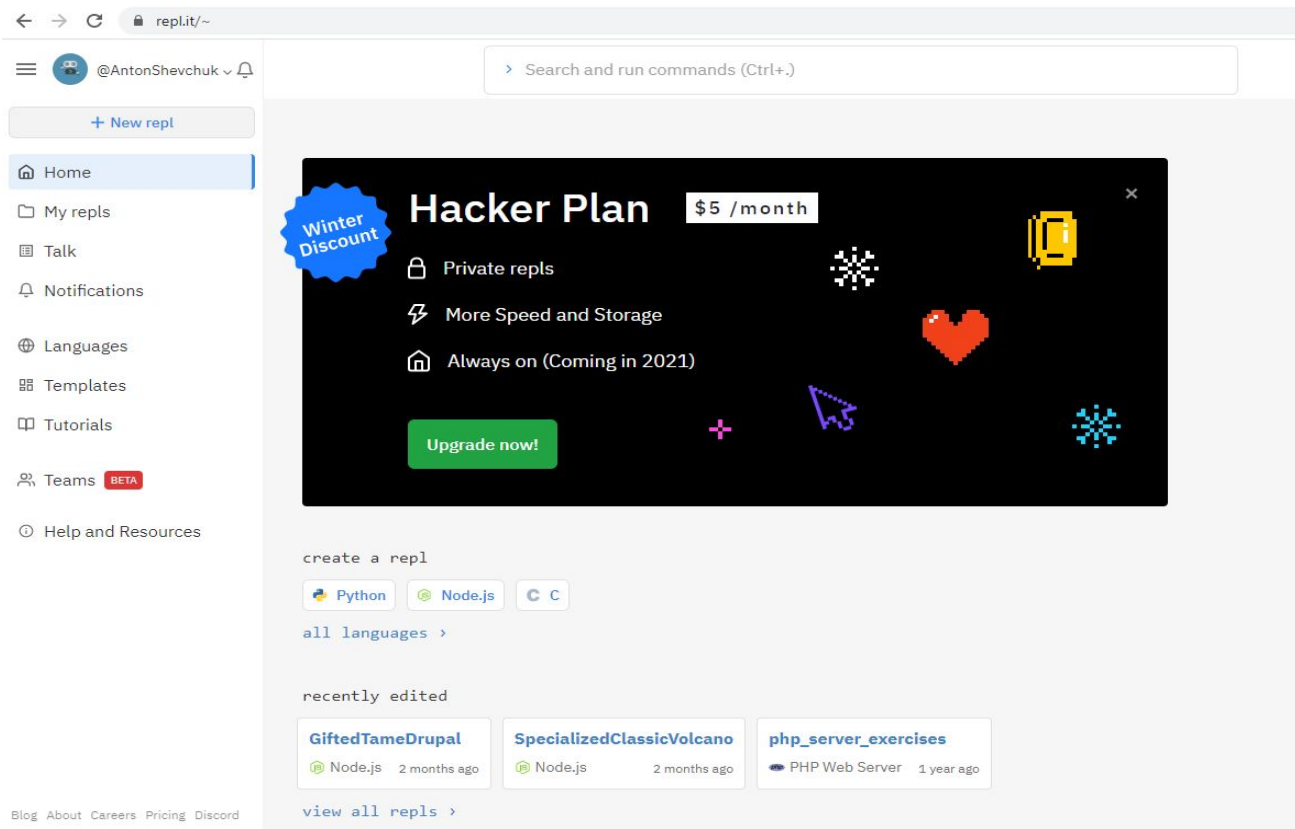 repl.it/~
@AntonShevchuk
Search and run commands (Ctrl+.)
+ New repl
Home
My repls
Talk
Notifications
Languages
Templates
Tutorials
Teams BETA
Help and Resources
Blog About Careers Pricing Discord
Winter
Discount
Hacker Plan $5 /month
Private repls
More Speed and Storage
Always on (Coming in 2021)
Upgrade now!
create a repl
Python Node.js C C
all languages ›
recently edited
GiftedTameDrupal SpecializedClassicVolcano php_server_exercises
Node.js 2 months ago Node.js 2 months ago PHP Web Server 1 year ago
view all repls ›